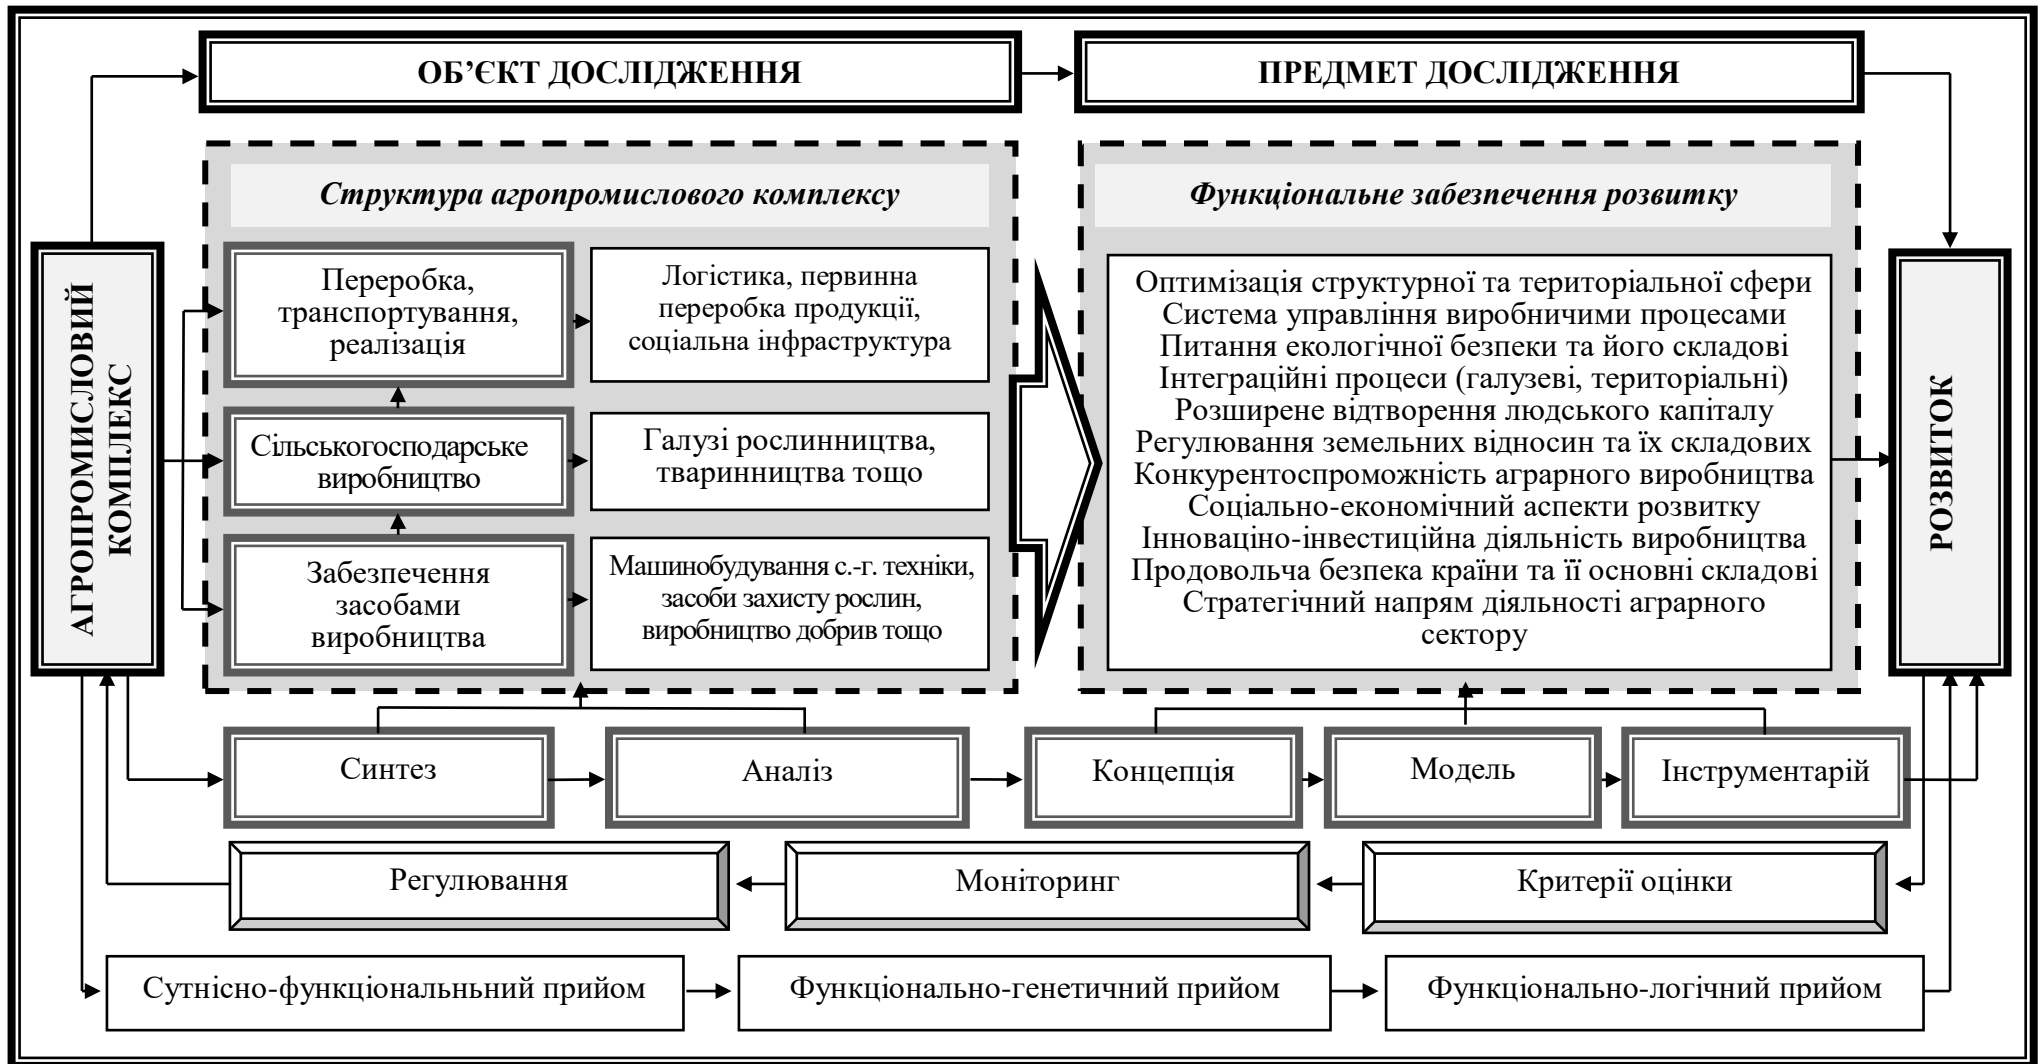 ОБ’ЄКТ ДОСЛІДЖЕННЯ
ПРЕДМЕТ ДОСЛІДЖЕННЯ
АГРОПРОМИСЛОВИЙ
КОМПЛЕКС
Структура агропромислового комплексу
Переробка,
транспортування,
реалізація
Логістика, первинна
переробка продукції,
соціальна інфраструктура
Сільськогосподарське
виробництво
Галузі рослинництва,
тваринництва тощо
Забезпечення
засобами
виробництва
Машинобудування с.-г. техніки,
засоби захисту рослин,
виробництво добрив тощо
Функціональне забезпечення розвитку
Оптимізація структурної та територіальної сфери
Система управління виробничими процесами
Питання екологічної безпеки та його складові
Інтеграційні процеси (галузеві, територіальні)
Розширене відтворення людського капіталу
Регулювання земельних відносин та їх складових
Конкурентоспроможність аграрного виробництва
Соціально-економічний аспекти розвитку
Інноваціно-інвестиційна діяльність виробництва
Продовольча безпека країни та її основні складові
Стратегічний напрям діяльності аграрного
сектору
РОЗВИТОК
Синтез
Аналіз
Концепція
Модель
Інструментарій
Регулювання
Моніторинг
Критерії оцінки
Сутнісно-функціональньний прийом
Функціонально-генетичний прийом
Функціонально-логічний прийом